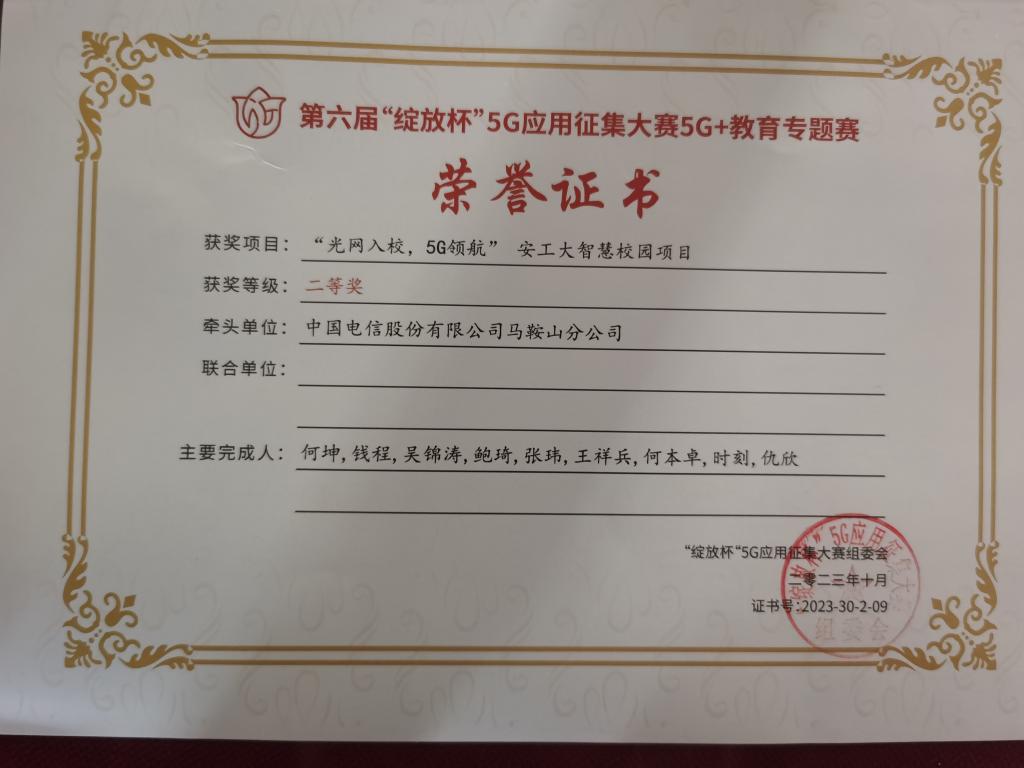 第六届“绽放杯”5G应用征集大赛5G+教育专题赛
荣誉证书
获奖项目：“光网入校，5G领航” 安工大智慧校园项目
获奖等级：二等奖
牵头单位：中国电信股份有限公司马鞍山分公司
联合单位：
主要完成人：何坤,钱程,吴锦涛,鲍琦,张玮,王祥兵,何本卓,时刻,仇欣
“绽放杯“5G应用征集大赛组委会
二零二三年十月
证书号:2023-30-2-09
组委会